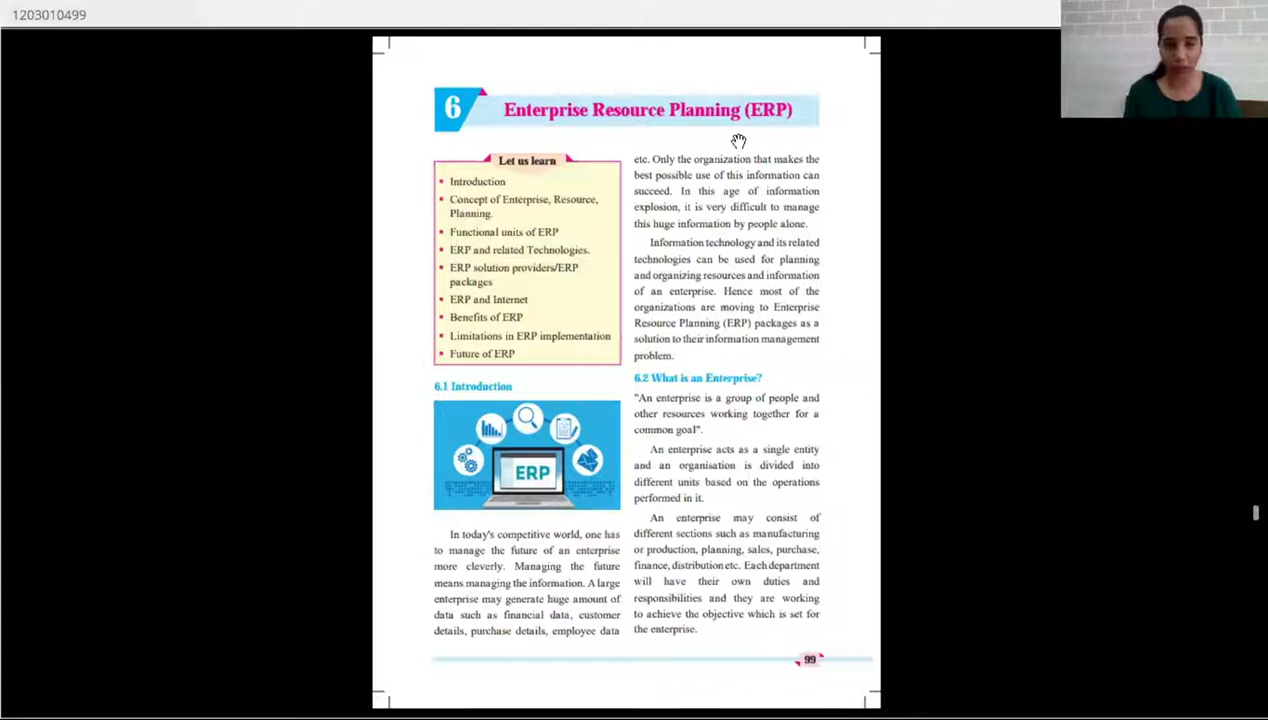 1203010499
6
Enterprise Resource Planning (ERP)
Let us learn
• Introduction
• Concept of Enterprise, Resource,
Planning.
• Functional units of ERP
• ERP and related Technologies.
• ERP solution providers/ERP
packages
• ERP and Internet
• Benefits of ERP
• Limitations in ERP implementation
• Future of ERP
6.1 Introduction
ERP
In today's competitive world, one has
to manage the future of an enterprise
more cleverly. Managing the future
means managing the information. A large
enterprise may generate huge amount of
data such as financial data, customer
details, purchase details, employee data
etc. Only the organization that makes the
best possible use of this information can
succeed. In this age of information
explosion, it is very difficult to manage
this huge information by people alone.
Information technology and its related
technologies can be used for planning
and organizing resources and information
of an enterprise. Hence most of the
organizations are moving to Enterprise
Resource Planning (ERP) packages as a
solution to their information management
problem.
6.2 What is an Enterprise?
"An enterprise is a group of people and
other resources working together for a
common goal".
An enterprise acts as a single entity
and an organisation is divided into
different units based on the operations
performed in it.
An enterprise may consist of
different sections such as manufacturing
or production, planning, sales, purchase,
finance, distribution etc. Each department
will have their own duties and
responsibilities and they are working
to achieve the objective which is set for
the enterprise.
99